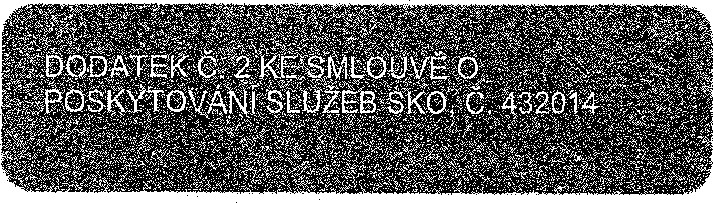 DODATEK Č. 2 KE SMLOUVĚ O
POSKYTOVÁNÍ SLUŽEB SKO, Č. 432014